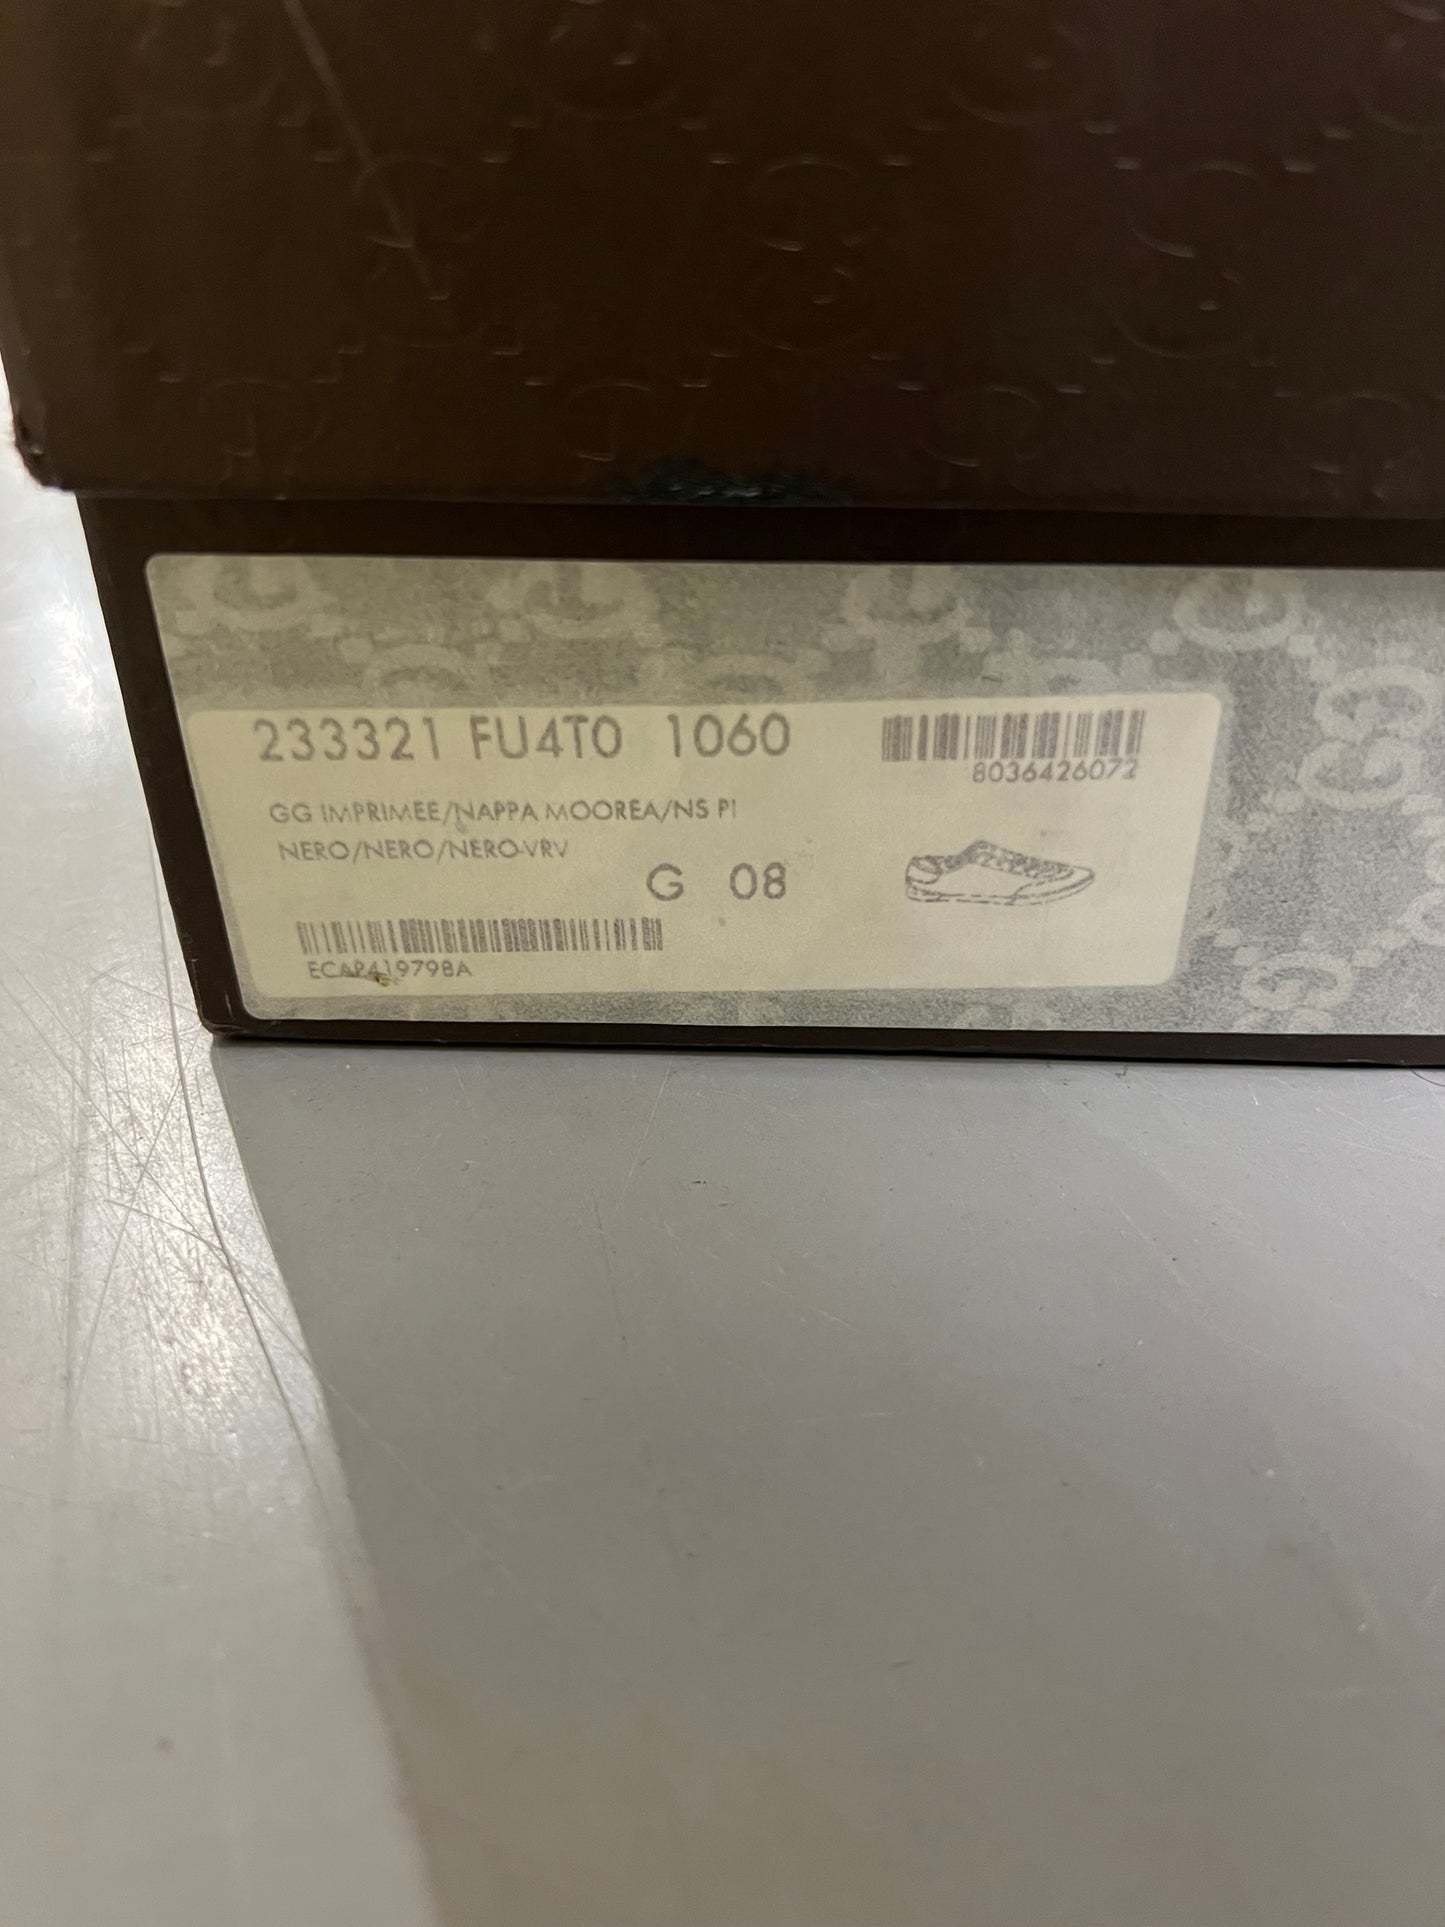 233321 FU4T0 1060
8036426072
GG IMPRIMEE/NAPPA MOOREA/NS PI
NERO/NERO/NERO-VRV
G 08
ECAP419798A